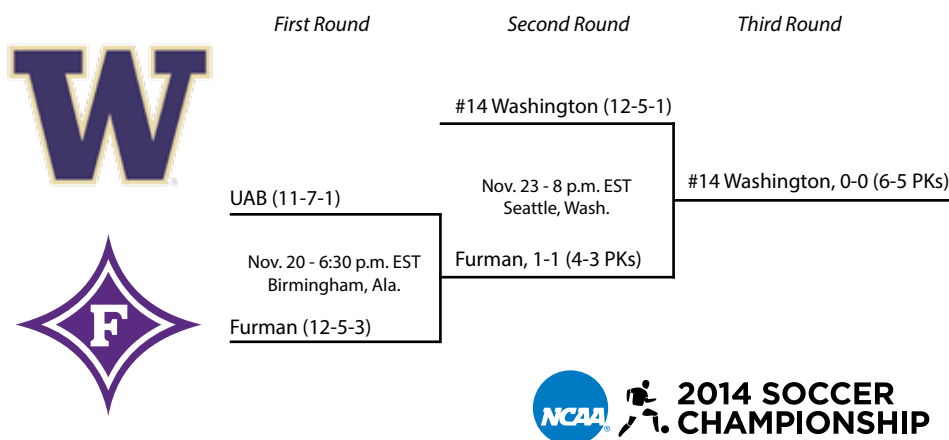 First Round
Second Round
Third Round
W
#14 Washington (12-5-1)
Nov. 23 - 8 p.m. EST
Seattle, Wash.
#14 Washington, 0-0 (6-5 PKs)
UAB (11-7-1)
Nov. 20 - 6:30 p.m. EST
Birmingham, Ala.
Furman, 1-1 (4-3 PKs)
Furman (12-5-3)
F
NCAA
2014 SOCCER
CHAMPIONSHIP